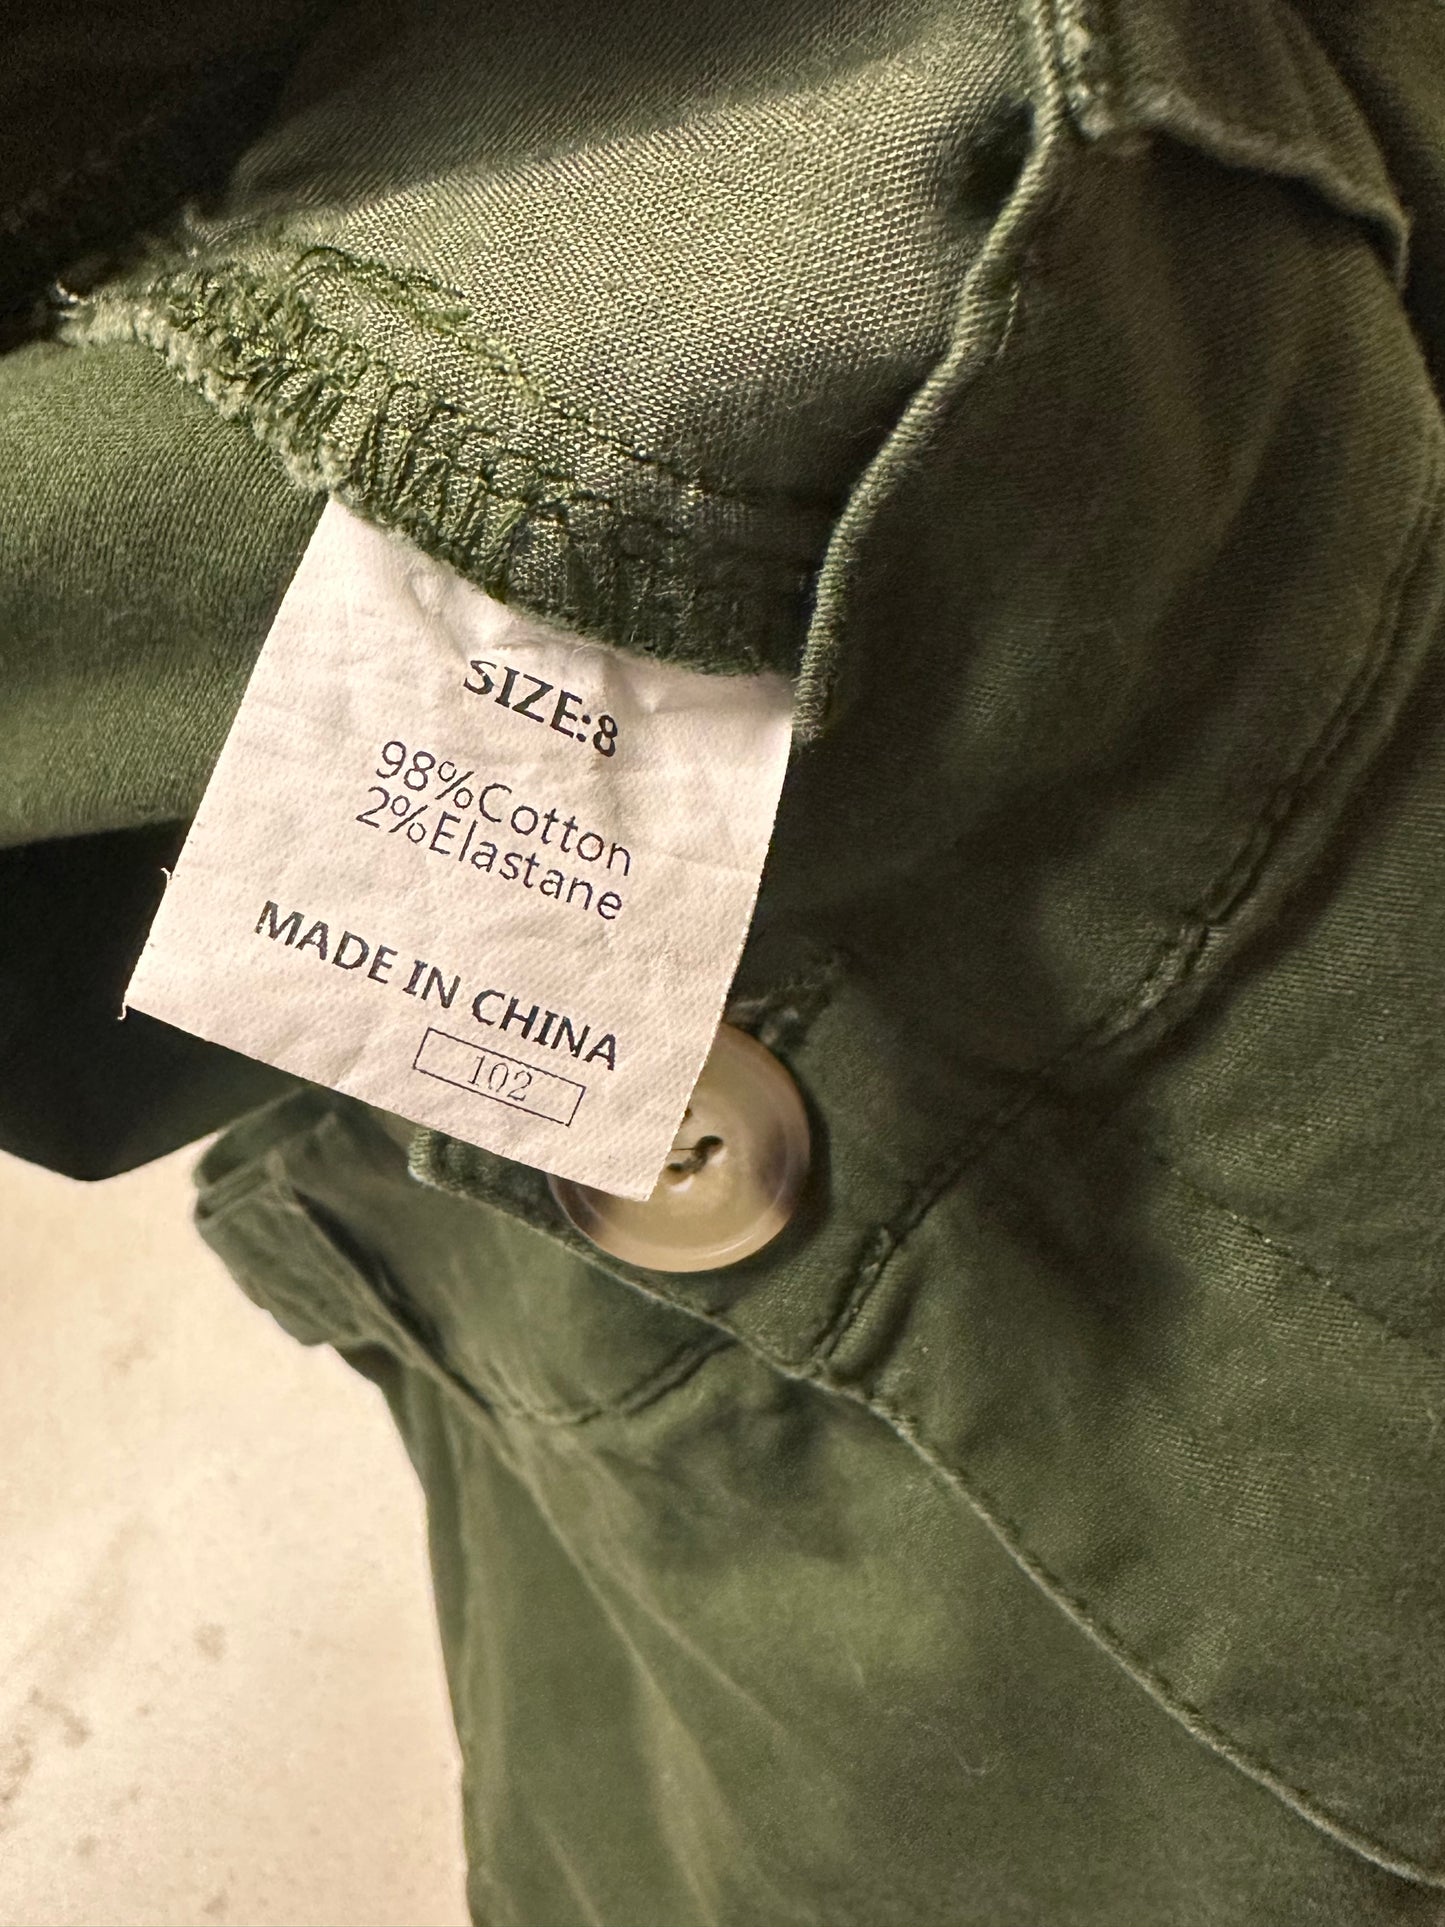 SIZE:8
98%Cotton
2%Elastane
MADE IN CHINA
102